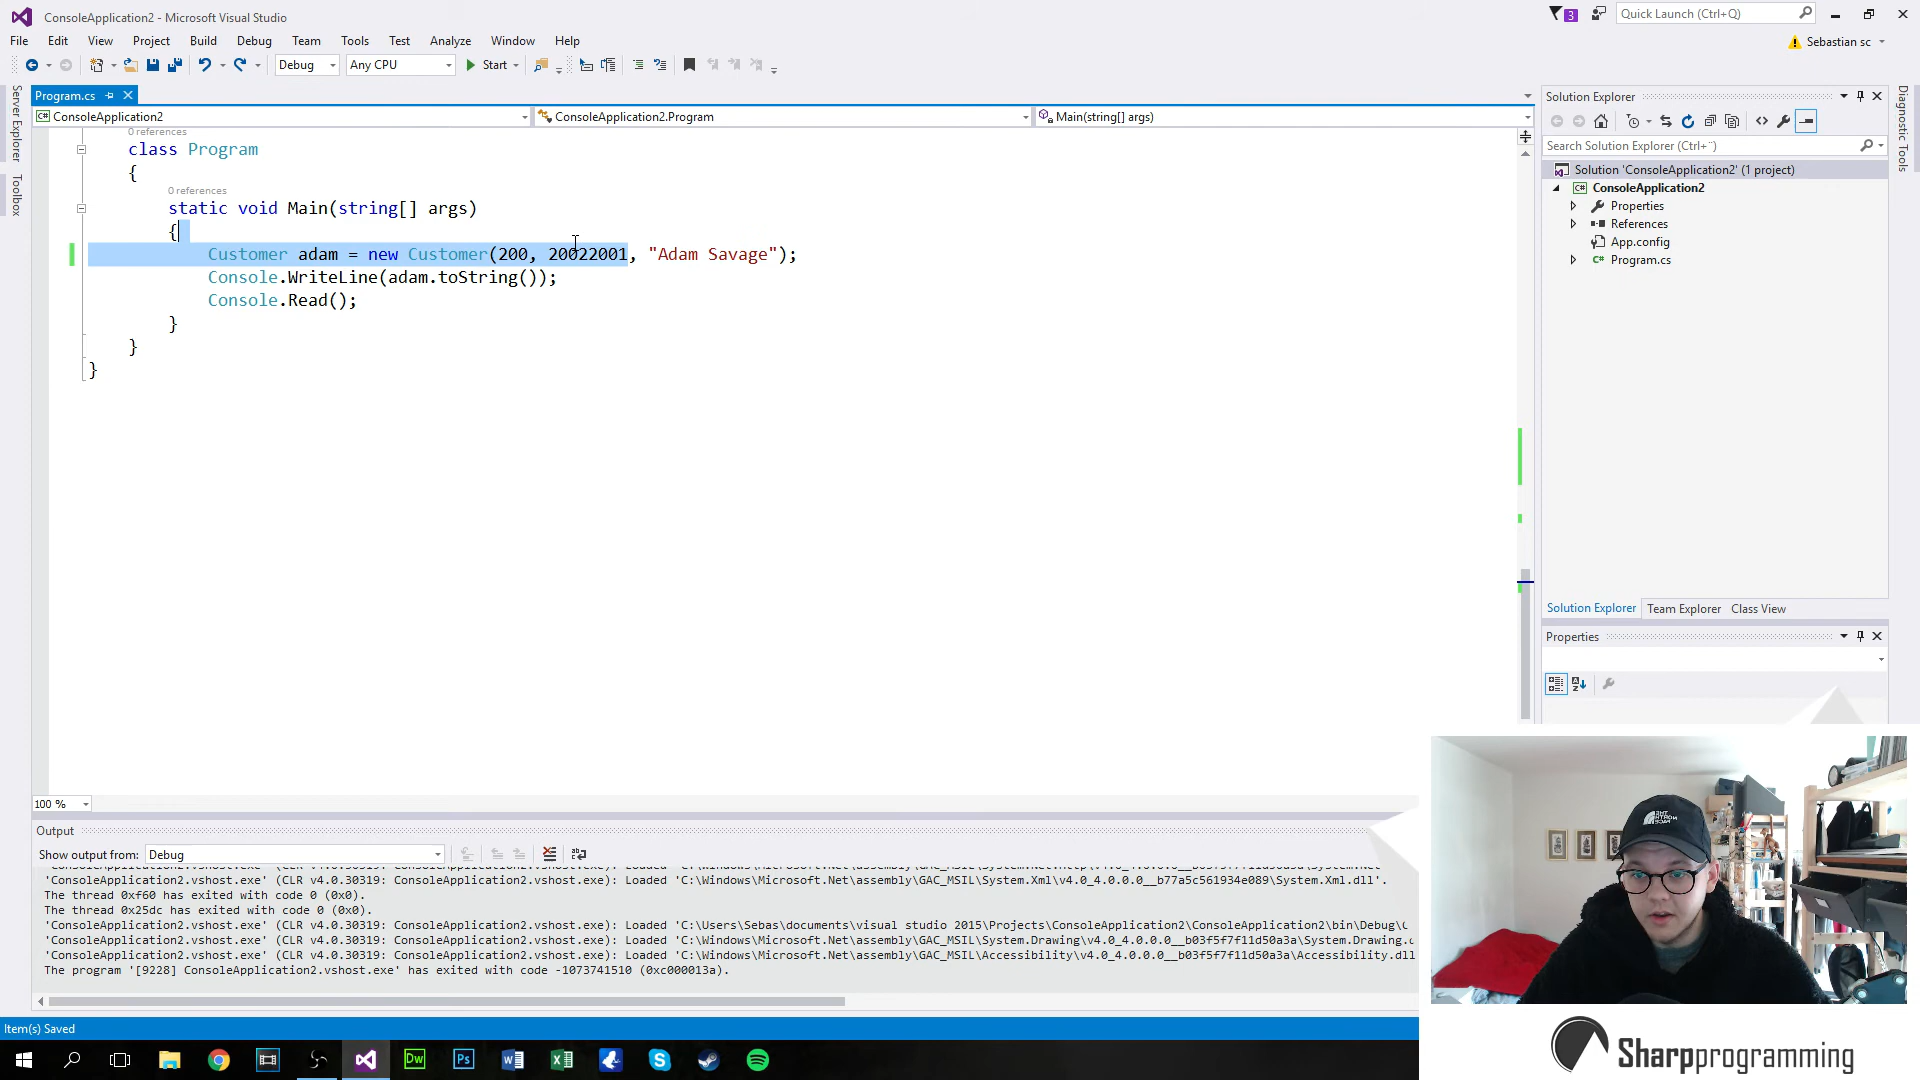 ConsoleApplication2 - Microsoft Visual Studio
3
Quick Launch (Ctrl+Q)
File Edit View Project Build Debug Team Tools Test Analyze Window Help
Sebastian sc
Debug Any CPU Start
Server Explorer
Toolbox
Program.cs
ConsoleApplication2 ConsoleApplication2.Program Main(string[] args)
0 references
class Program
{
0 references
static void Main(string[] args)
{
Customer adam = new Customer(200, 20022001, "Adam Savage");
Console.WriteLine(adam.toString());
Console.Read();
}
}
}
100 %
Solution Explorer
Search Solution Explorer (Ctrl+¨)
Solution 'ConsoleApplication2' (1 project)
ConsoleApplication2
Properties
References
App.config
Program.cs
Solution Explorer Team Explorer Class View
Properties
Diagnostic Tools
Output
Show output from: Debug
'ConsoleApplication2.vshost.exe' (CLR v4.0.30319: ConsoleApplication2.vshost.exe): Loaded 'C:\Windows\Microsoft.Net\assembly\GAC_MSIL\System.Xml\v4.0_4.0.0.0__b77a5c561934e089\System.Xml.dll'.
The thread 0xf60 has exited with code 0 (0x0).
The thread 0x25dc has exited with code 0 (0x0).
'ConsoleApplication2.vshost.exe' (CLR v4.0.30319: ConsoleApplication2.vshost.exe): Loaded 'C:\Users\Sebas\documents\visual studio 2015\Projects\ConsoleApplication2\ConsoleApplication2\bin\Debug\C
'ConsoleApplication2.vshost.exe' (CLR v4.0.30319: ConsoleApplication2.vshost.exe): Loaded 'C:\Windows\Microsoft.Net\assembly\GAC_MSIL\System.Drawing\v4.0_4.0.0.0__b03f5f7f11d50a3a\System.Drawing.c
'ConsoleApplication2.vshost.exe' (CLR v4.0.30319: ConsoleApplication2.vshost.exe): Loaded 'C:\Windows\Microsoft.Net\assembly\GAC_MSIL\Accessibility\v4.0_4.0.0.0__b03f5f7f11d50a3a\Accessibility.dll
The program '[9228] ConsoleApplication2.vshost.exe' has exited with code -1073741510 (0xc000013a).
Item(s) Saved
Dw Ps
Sharpprogramming